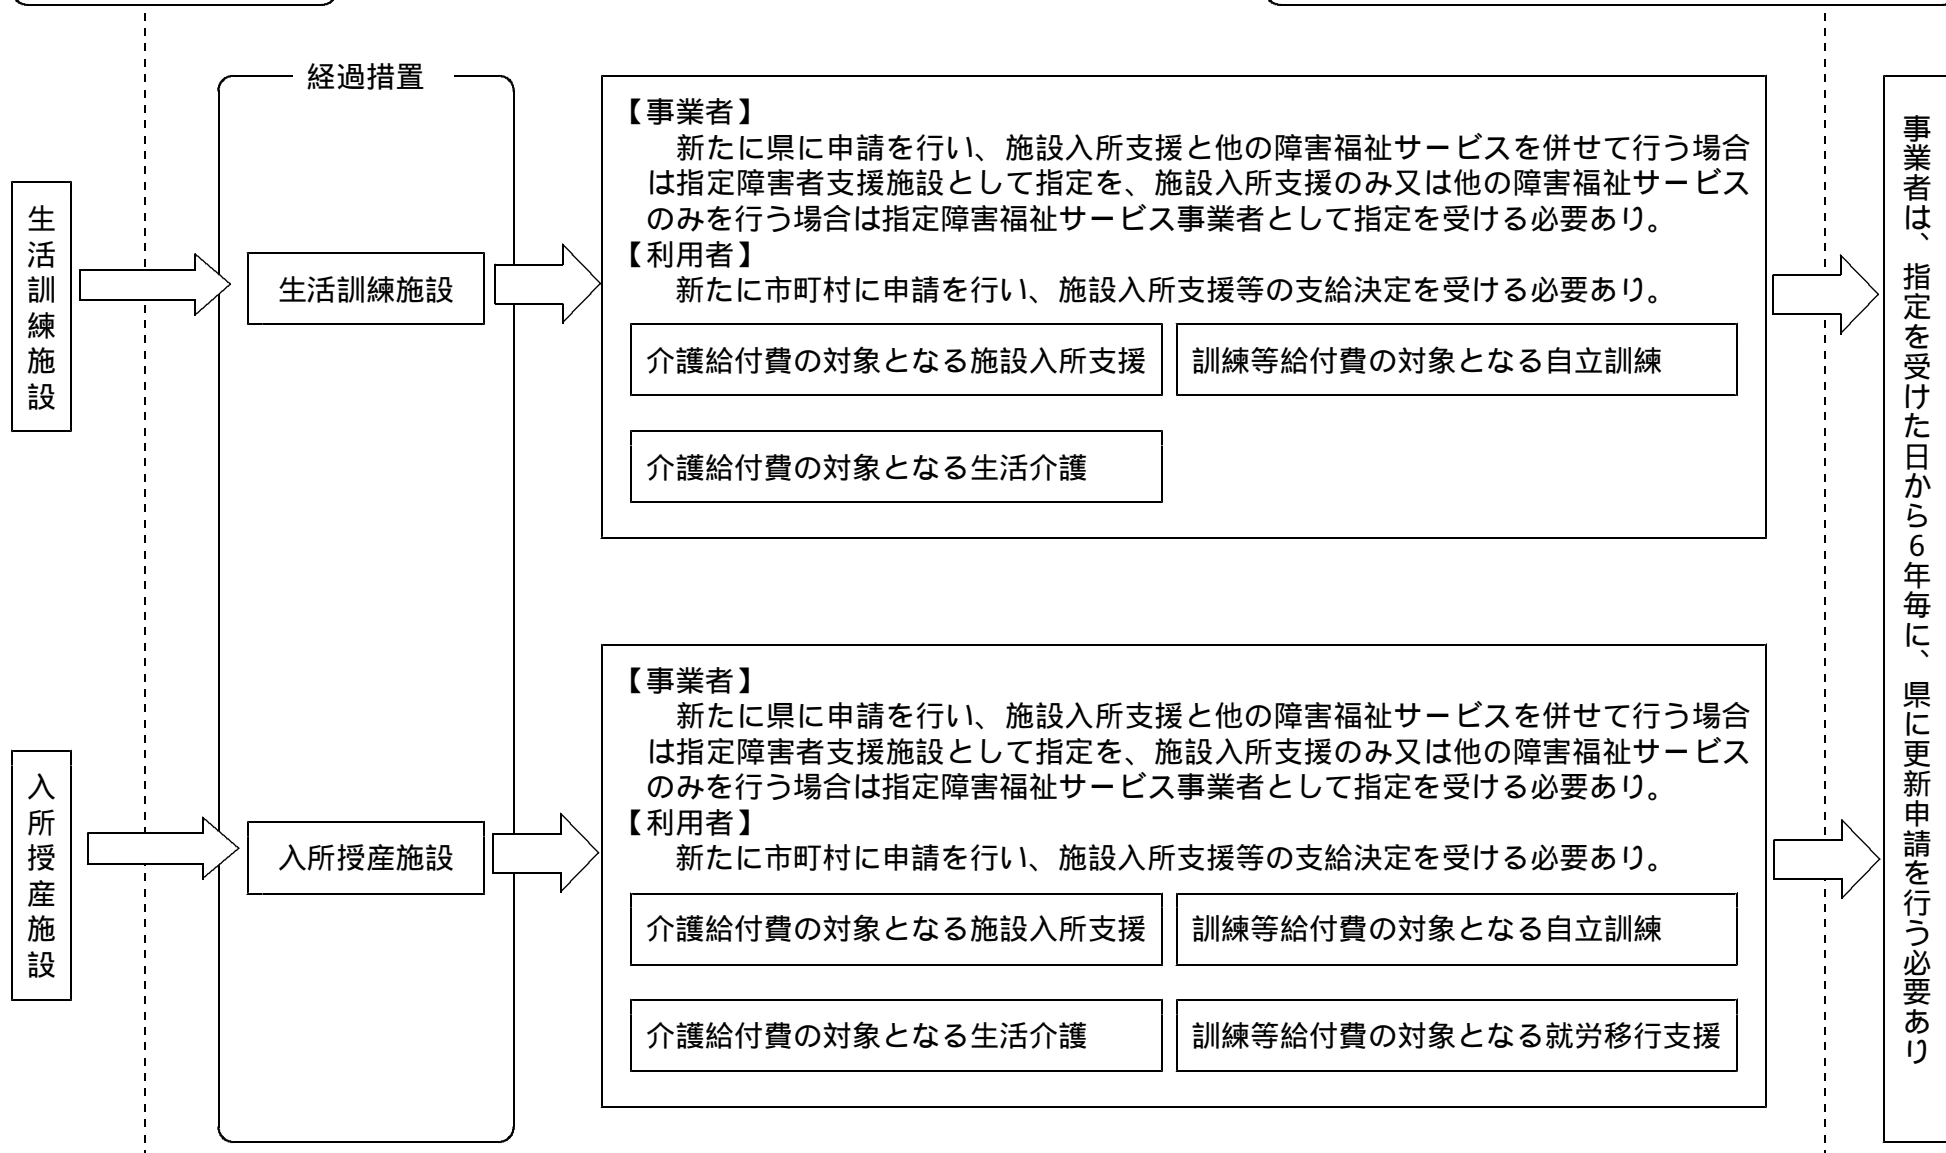 経過措置
生活訓練施設
生活訓練施設
【事業者】
新たに県に申請を行い、施設入所支援と他の障害福祉サービスを併せて行う場合
は指定障害者支援施設として指定を、施設入所支援のみ又は他の障害福祉サービス
のみを行う場合は指定障害福祉サービス事業者として指定を受ける必要あり。
【利用者】
新たに市町村に申請を行い、施設入所支援等の支給決定を受ける必要あり。
介護給付費の対象となる施設入所支援
訓練等給付費の対象となる自立訓練
介護給付費の対象となる生活介護
入所授産施設
入所授産施設
【事業者】
新たに県に申請を行い、施設入所支援と他の障害福祉サービスを併せて行う場合
は指定障害者支援施設として指定を、施設入所支援のみ又は他の障害福祉サービス
のみを行う場合は指定障害福祉サービス事業者として指定を受ける必要あり。
【利用者】
新たに市町村に申請を行い、施設入所支援等の支給決定を受ける必要あり。
介護給付費の対象となる施設入所支援
訓練等給付費の対象となる自立訓練
介護給付費の対象となる生活介護
訓練等給付費の対象となる就労移行支援
事業者は、指定を受けた日から6年毎に、県に更新申請を行う必要あり